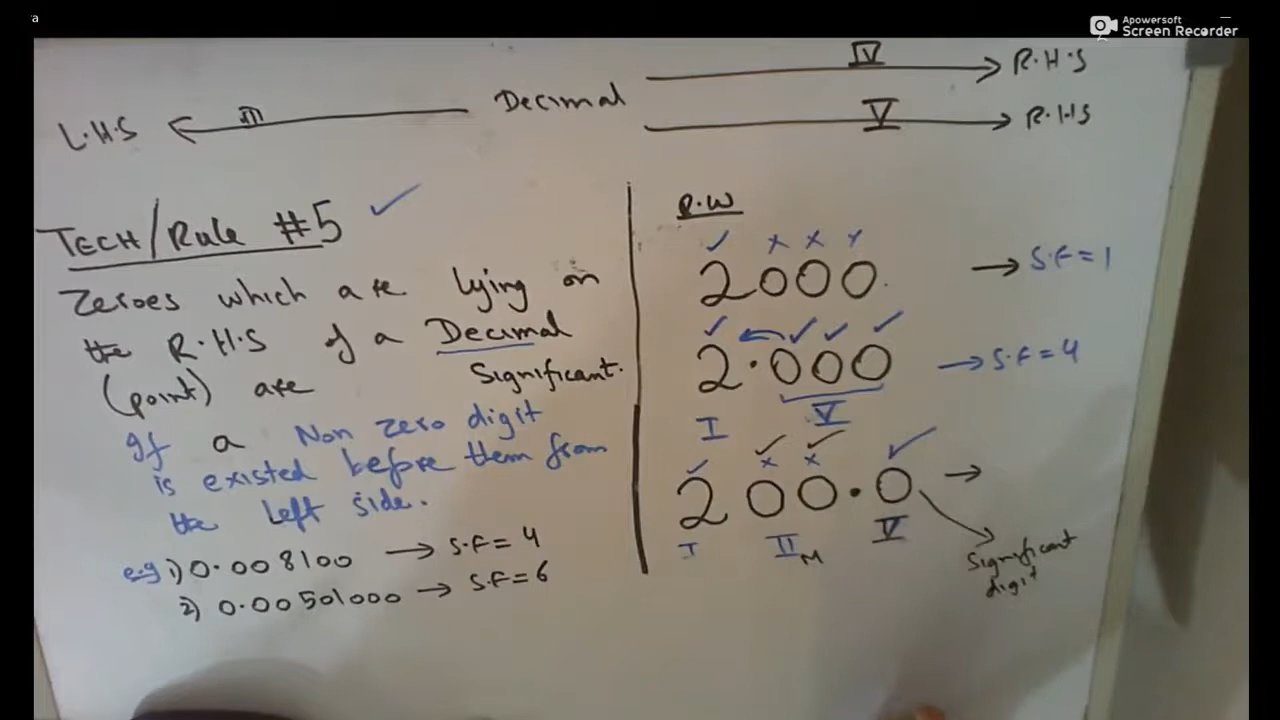 a
Apowersoft
Screen Recorder
L.H.S III Decimal IV R.H.S
V R.H.S
TECH/Rule #5 ✓
Zeroes which are lying on
the R.H.S of a Decimal
(point) are Significant.
If a Non zero digit
is existed before them from
the left side.
e.g 1) 0.008100 → S.F = 4
2) 0.00501000 → S.F = 6
R.W
✓ × × ×
2000. → S.F = 1
✓ ← ✓ ✓ ✓
2.000 → S.F = 4
I V
✓ ✓
✓ × × ✓
200.0 →
I II M V
Significant
digit